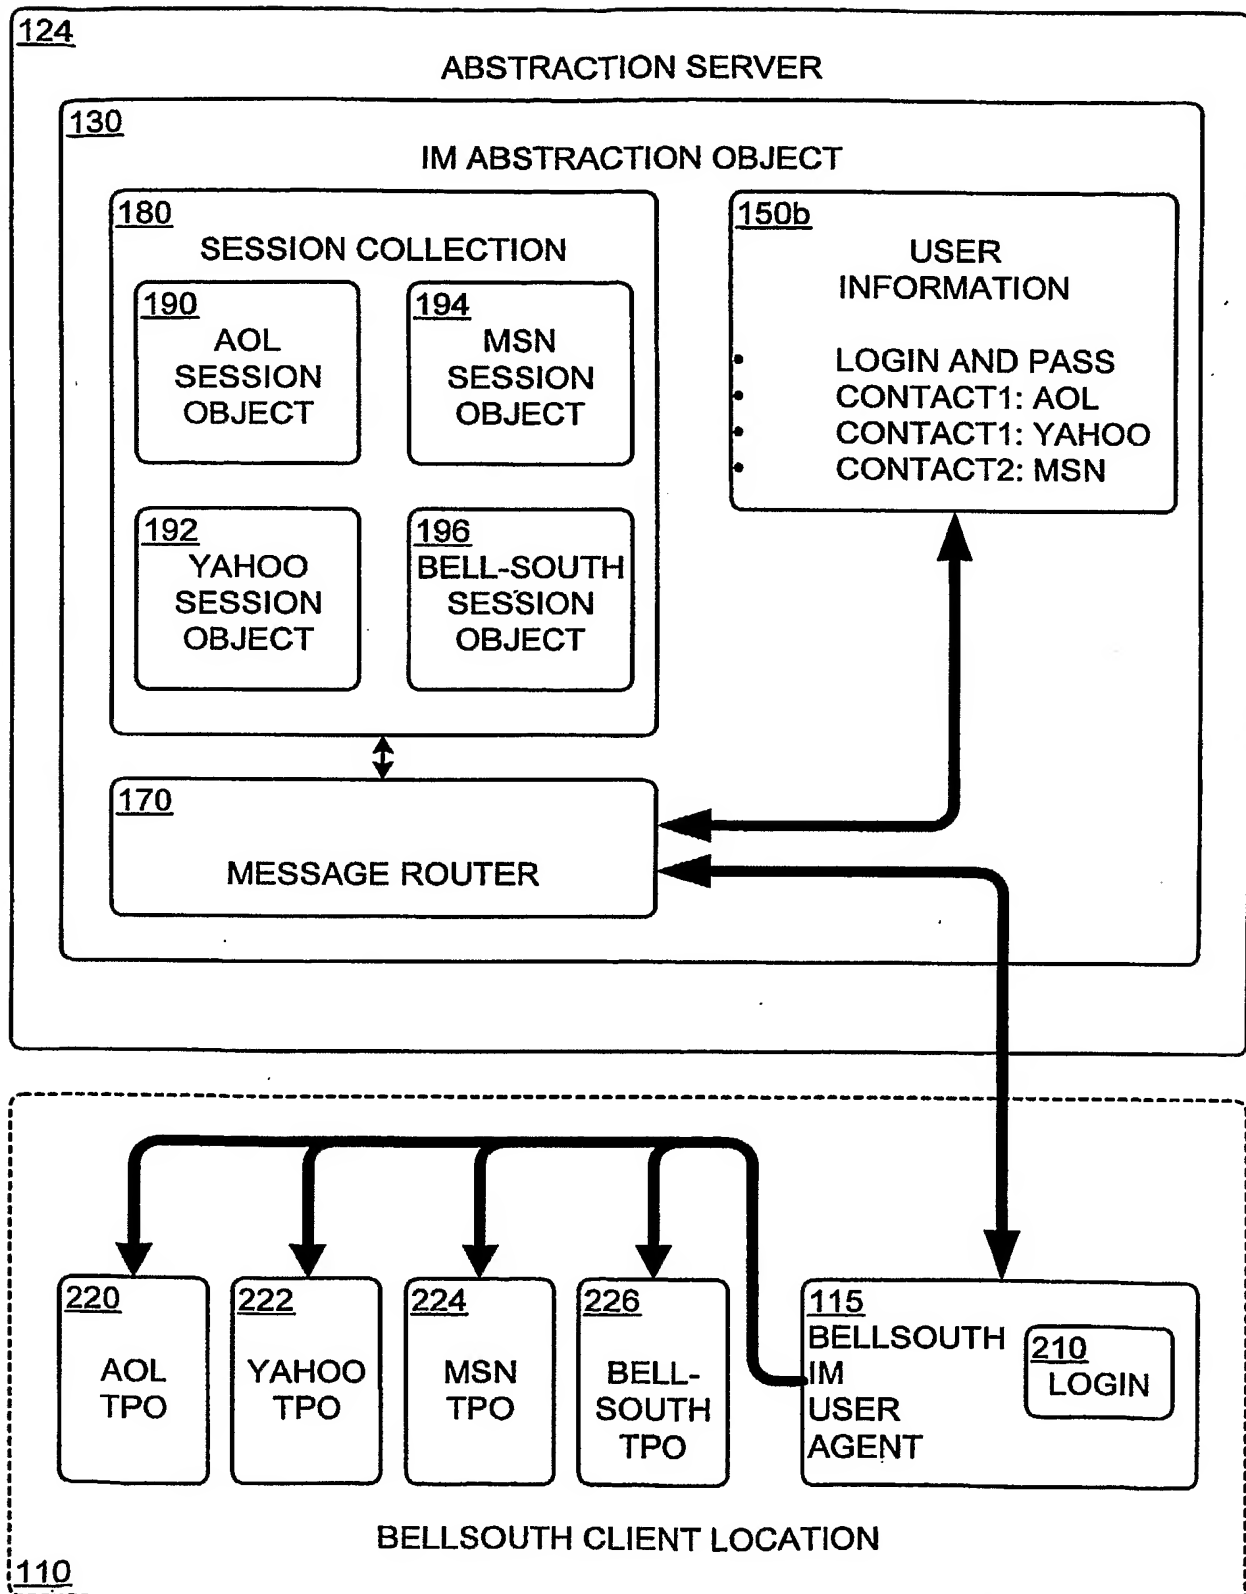 124
ABSTRACTION SERVER
130
IM ABSTRACTION OBJECT
180
SESSION COLLECTION
190
AOL
SESSION
OBJECT
194
MSN
SESSION
OBJECT
192
YAHOO
SESSION
OBJECT
196
BELL-SOUTH
SESSION
OBJECT
150b
USER
INFORMATION
• LOGIN AND PASS
• CONTACT1: AOL
• CONTACT1: YAHOO
• CONTACT2: MSN
170
MESSAGE ROUTER
220
AOL
TPO
222
YAHOO
TPO
224
MSN
TPO
226
BELL-
SOUTH
TPO
115
BELLSOUTH
IM
USER
AGENT
210
LOGIN
BELLSOUTH CLIENT LOCATION
110